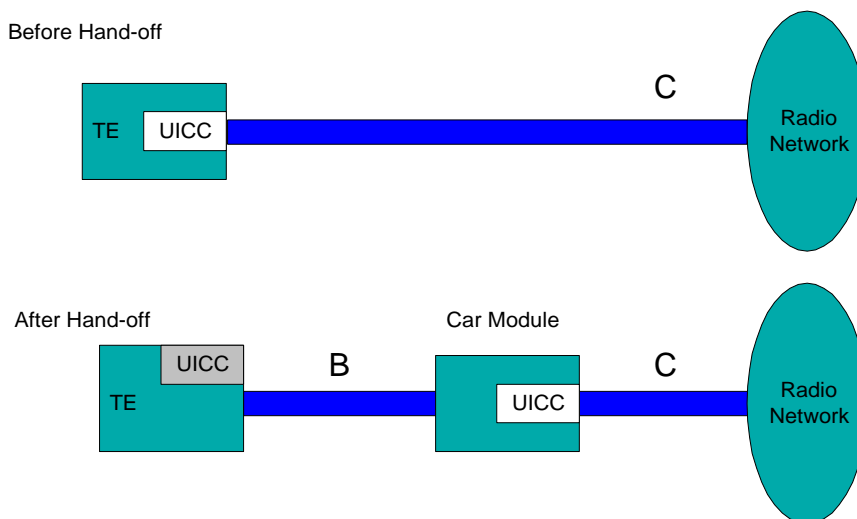 Before Hand-off
C
TE
UICC
Radio
Network
After Hand-off
Car Module
UICC
B
C
TE
UICC
Radio
Network